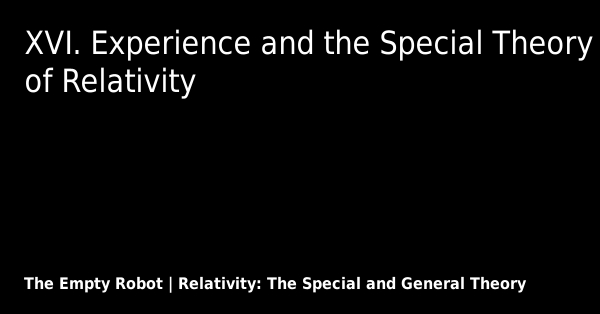 XVI. Experience and the Special Theory
of Relativity
The Empty Robot | Relativity: The Special and General Theory